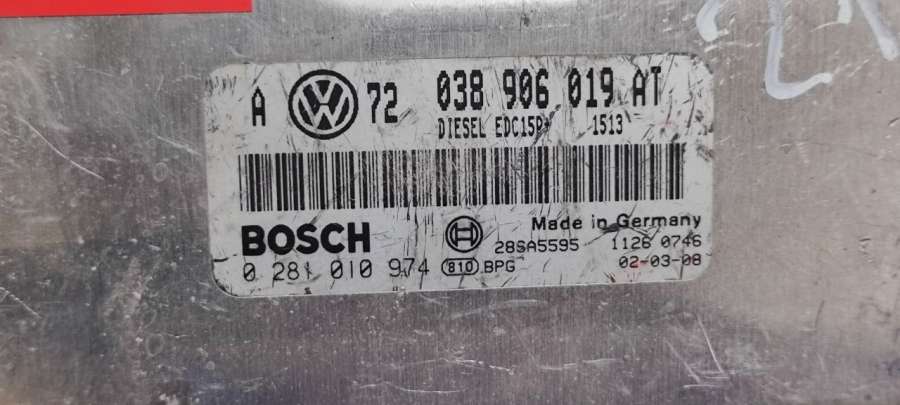 A VW 72 038 906 019 AT
DIESEL EDC15P+ 1513
Made in Germany
BOSCH 28SA5595 1126 0746
0 281 010 974 810 BPG 02-03-08